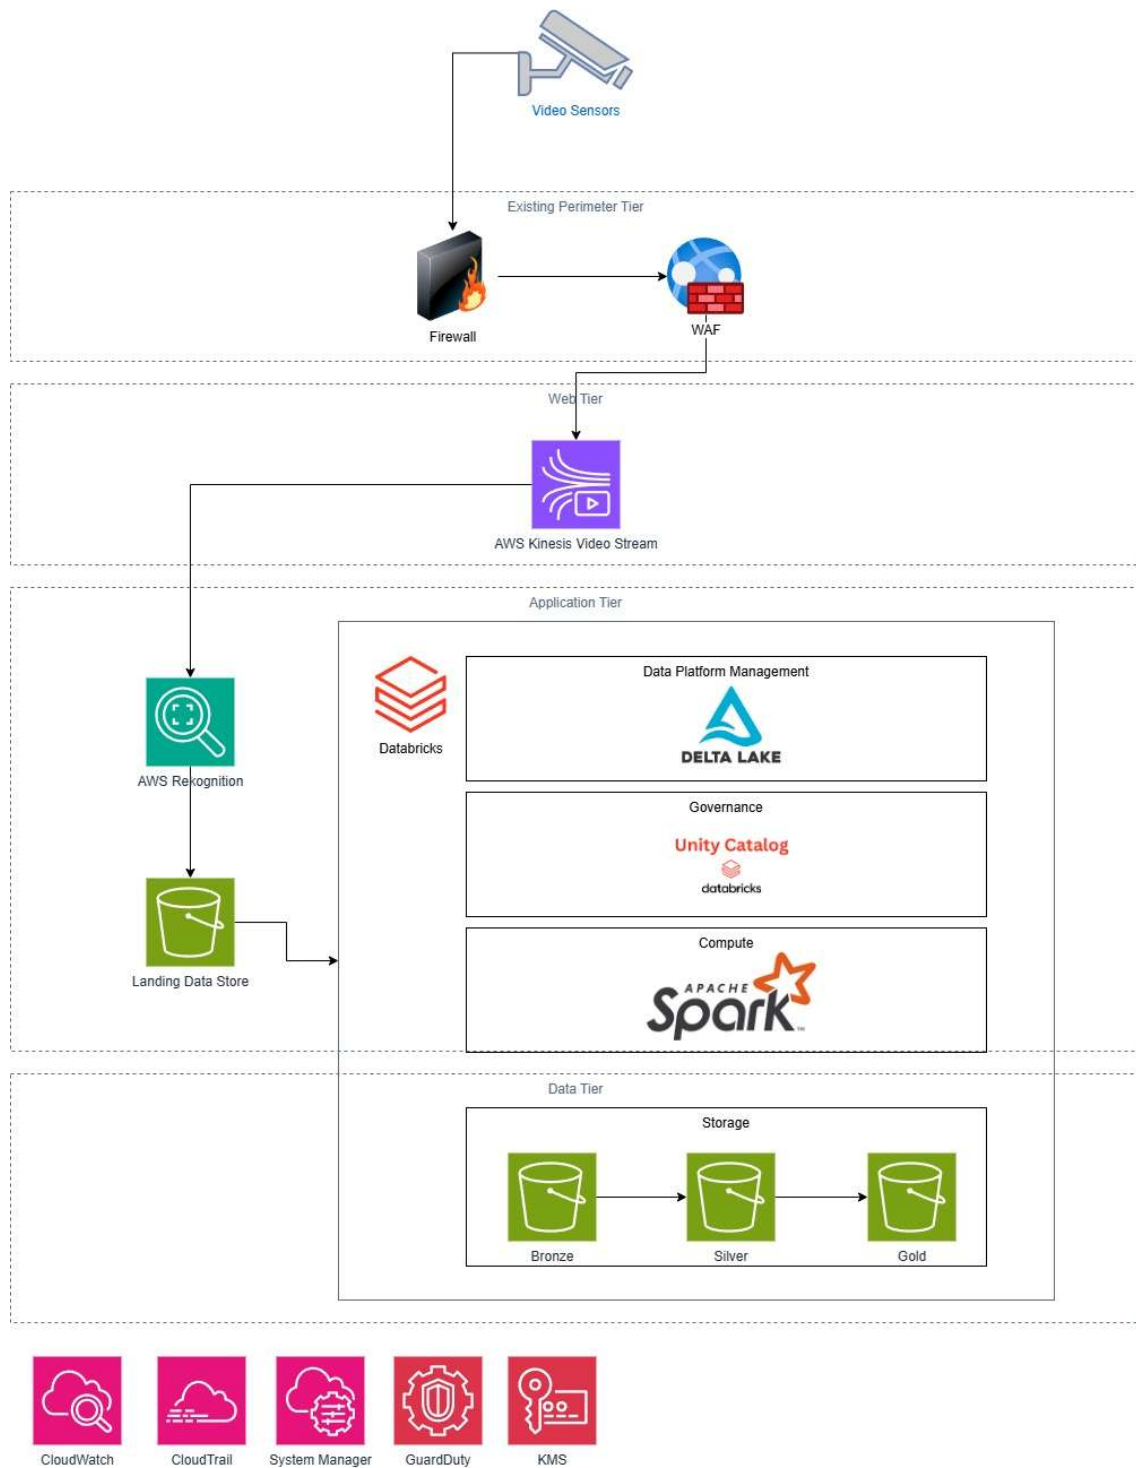 Video Sensors
Existing Perimeter Tier
Firewall
WAF
Web Tier
AWS Kinesis Video Stream
Application Tier
Databricks
Data Platform Management
DELTA LAKE
AWS Rekognition
Governance
Unity Catalog
databricks
Landing Data Store
Compute
APACHE
Spark™
Data Tier
Storage
Bronze
Silver
Gold
CloudWatch
CloudTrail
System Manager
GuardDuty
KMS